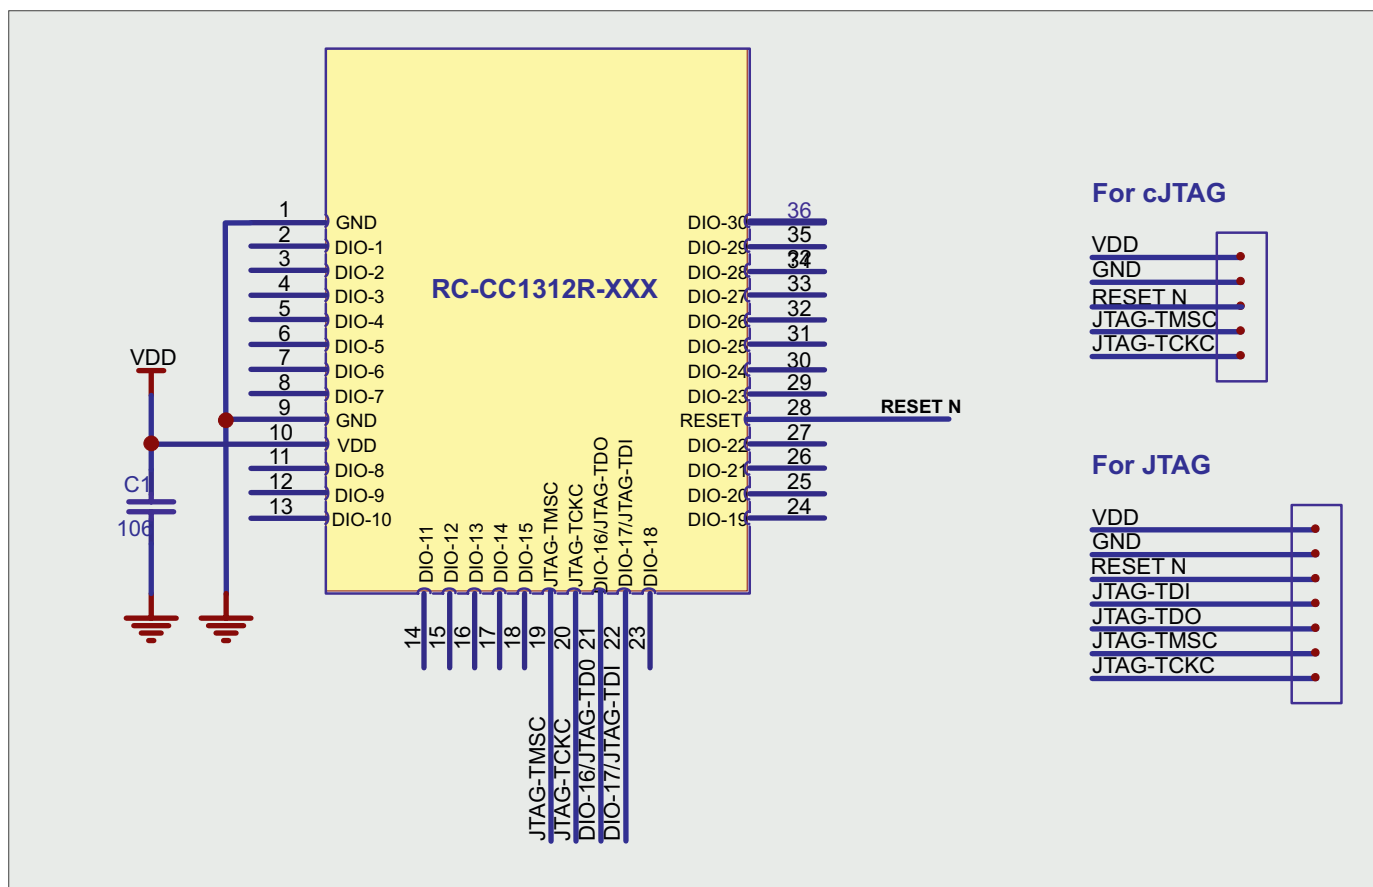 RC-CC1312R-XXX
1 GND
2 DIO-1
3 DIO-2
4 DIO-3
5 DIO-4
6 DIO-5
7 DIO-6
8 DIO-7
9 GND
10 VDD
11 DIO-8
12 DIO-9
13 DIO-10
VDD
C1
106
DIO-11
DIO-12
DIO-13
DIO-14
DIO-15
JTAG-TMSC
JTAG-TCKC
DIO-16/JTAG-TDO
DIO-17/JTAG-TDI
DIO-18
14
15
16
17
18
19
20
21
22
23
JTAG-TMSC
JTAG-TCKC
DIO-16/JTAG-TD0
DIO-17/JTAG-TDI
DIO-30 36
DIO-29 35
DIO-28 34
DIO-27 33
DIO-26 32
DIO-25 31
DIO-24 30
DIO-23 29
RESET 28 RESET N
DIO-22 27
DIO-21 26
DIO-20 25
DIO-19 24
For cJTAG
VDD
GND
RESET N
JTAG-TMSC
JTAG-TCKC
For JTAG
VDD
GND
RESET N
JTAG-TDI
JTAG-TDO
JTAG-TMSC
JTAG-TCKC